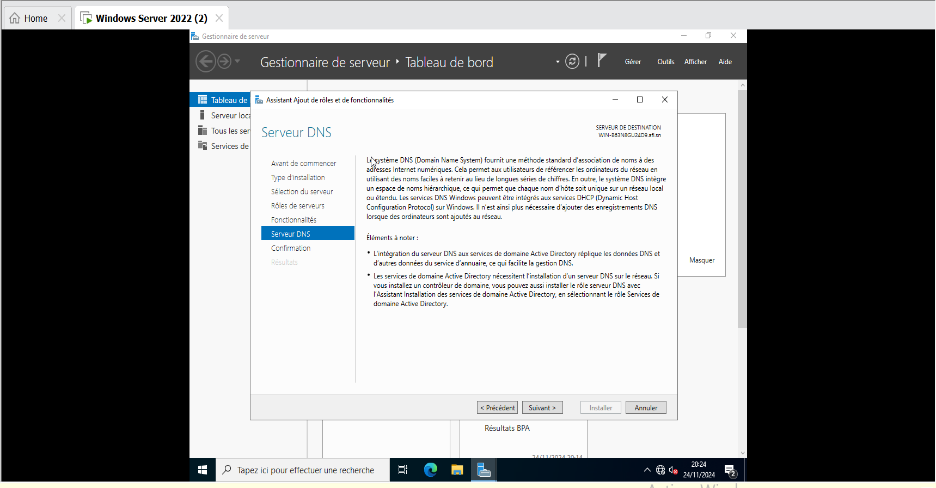 Home
Windows Server 2022 (2)
Gestionnaire de serveur
Gestionnaire de serveur ‣ Tableau de bord
Gérer Outils Afficher Aide
Tableau de
Serveur loca
Tous les ser
Services de
Assistant Ajout de rôles et de fonctionnalités
Serveur DNS
SERVEUR DE DESTINATION
Avant de commencer
Type d'installation
Sélection du serveur
Rôles de serveurs
Fonctionnalités
Serveur DNS
Confirmation
Résultats
Le système DNS (Domain Name System) fournit une méthode standard d'association de noms à des
adresses Internet numériques. Cela permet aux utilisateurs de référencer les ordinateurs du réseau en
utilisant des noms faciles à retenir au lieu de longues séries de chiffres. En outre, le système DNS intègre
un espace de noms hiérarchique, ce qui permet que chaque nom d'hôte soit unique sur un réseau local
ou étendu. Les services DNS Windows peuvent être intégrés aux services DHCP (Dynamic Host
Configuration Protocol) sur Windows. Il n'est ainsi plus nécessaire d'ajouter des enregistrements DNS
lorsque des ordinateurs sont ajoutés au réseau.
Éléments à noter :
• L'intégration du serveur DNS aux services de domaine Active Directory réplique les données DNS et
d'autres données du service d'annuaire, ce qui facilite la gestion DNS.
• Les services de domaine Active Directory nécessitent l'installation d'un serveur DNS sur le réseau. Si
vous installez un contrôleur de domaine, vous pouvez aussi installer le rôle serveur DNS avec
l'Assistant Installation des services de domaine Active Directory, en sélectionnant le rôle Services de
domaine Active Directory.
Masquer
< Précédent Suivant > Installer Annuler
Résultats BPA
24/11/2024 20:14
Tapez ici pour effectuer une recherche
20:24
24/11/2024
2